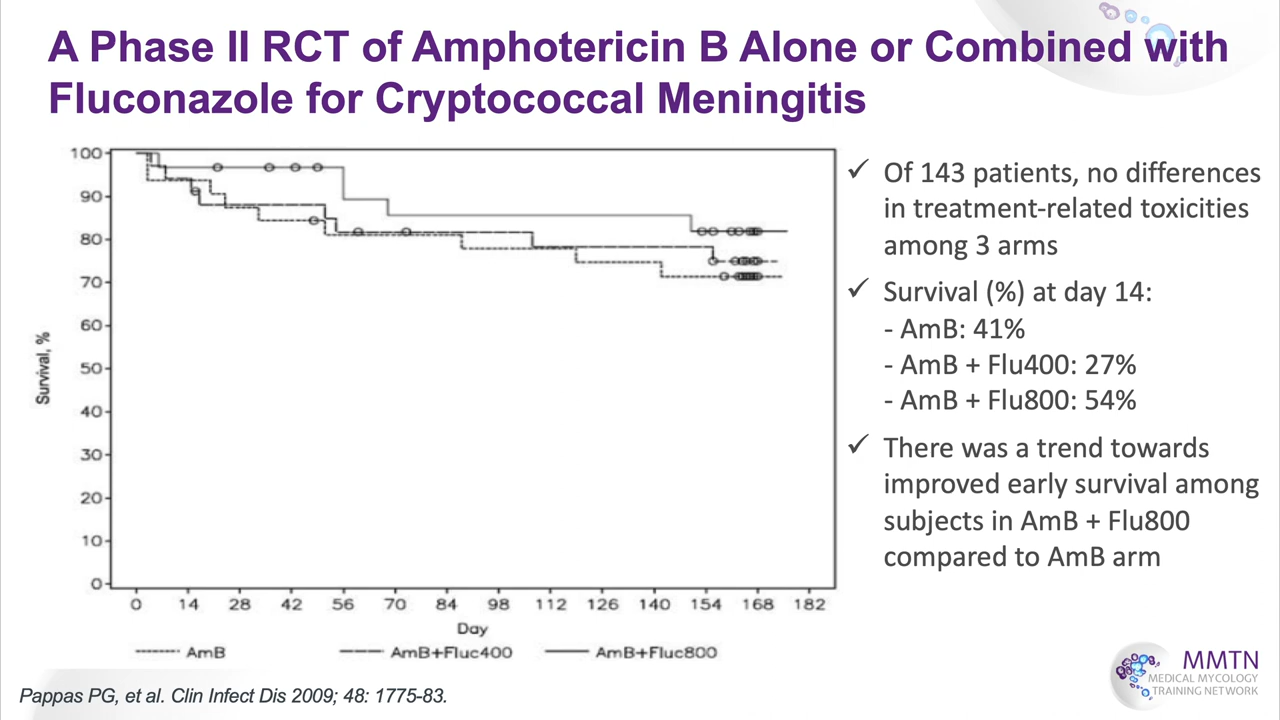 A Phase II RCT of Amphotericin B Alone or Combined with
Fluconazole for Cryptococcal Meningitis
100
90
80
70
60
50
40
30
20
10
0
Survival, %
0 14 28 42 56 70 84 98 112 126 140 154 168 182
Day
AmB AmB+Fluc400 AmB+Fluc800
✓ Of 143 patients, no differences
in treatment-related toxicities
among 3 arms
✓ Survival (%) at day 14:
- AmB: 41%
- AmB + Flu400: 27%
- AmB + Flu800: 54%
✓ There was a trend towards
improved early survival among
subjects in AmB + Flu800
compared to AmB arm
Pappas PG, et al. Clin Infect Dis 2009; 48: 1775-83.
MMTN
MEDICAL MYCOLOGY
TRAINING NETWORK